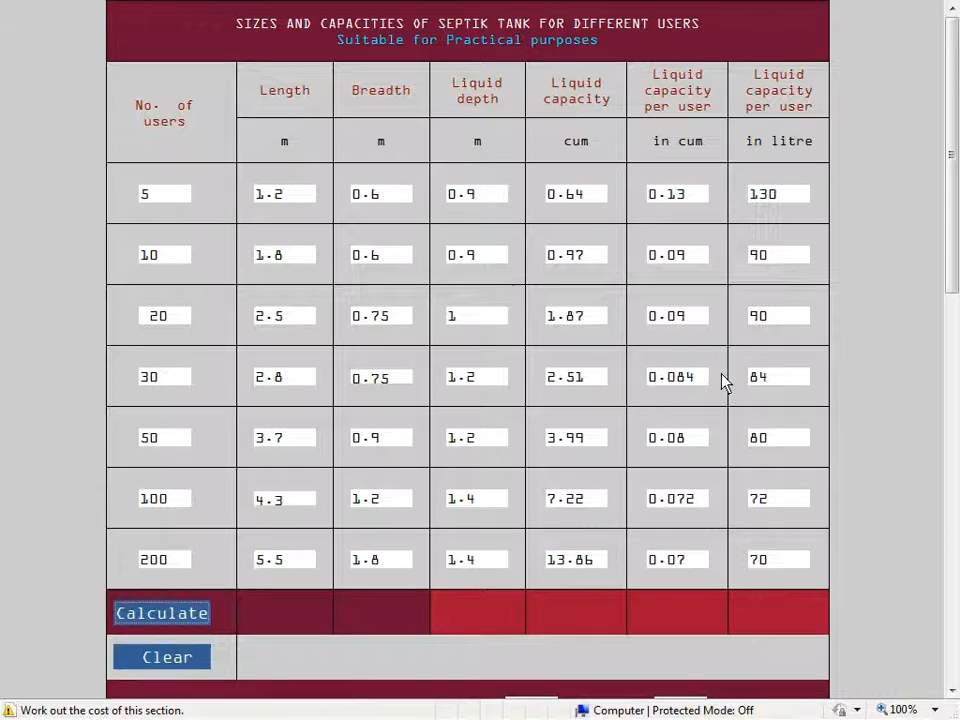 SIZES AND CAPACITIES OF SEPTIK TANK FOR DIFFERENT USERS
Suitable for Practical purposes
No. of users Length Breadth Liquid depth Liquid capacity Liquid capacity per user Liquid capacity per user
m m m cum in cum in litre
5 1.2 0.6 0.9 0.64 0.13 130
10 1.8 0.6 0.9 0.97 0.09 90
20 2.5 0.75 1 1.87 0.09 90
30 2.8 0.75 1.2 2.51 0.084 84
50 3.7 0.9 1.2 3.99 0.08 80
100 4.3 1.2 1.4 7.22 0.072 72
200 5.5 1.8 1.4 13.86 0.07 70
Calculate
Clear
Work out the cost of this section. Computer | Protected Mode: Off 100%